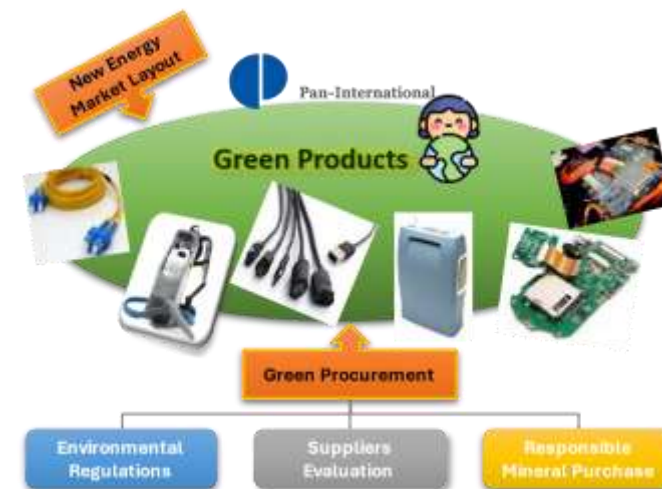 New Energy
Market Layout
Pan-International
Green Products
Green Procurement
Environmental
Regulations
Suppliers
Evaluation
Responsible
Mineral Purchase